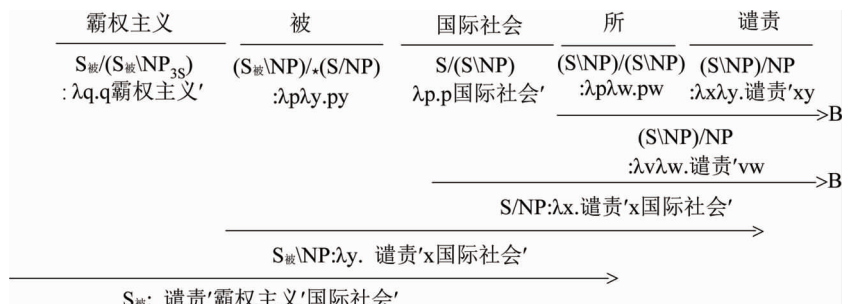 霸权主义 被 国际社会 所 谴责
S被/(S被\NP3S) (S被\NP)/⋆(S/NP) S/(S\NP) (S\NP)/(S\NP) (S\NP)/NP
:λq.q霸权主义′ :λpλy.py λp.p国际社会′ :λpλw.pw :λxλy.谴责′xy
>B
(S\NP)/NP
:λvλw.谴责′vw
>B
S/NP:λx.谴责′x国际社会′
>
S被\NP:λy. 谴责′x国际社会′
>
S被: 谴责′霸权主义′国际社会′